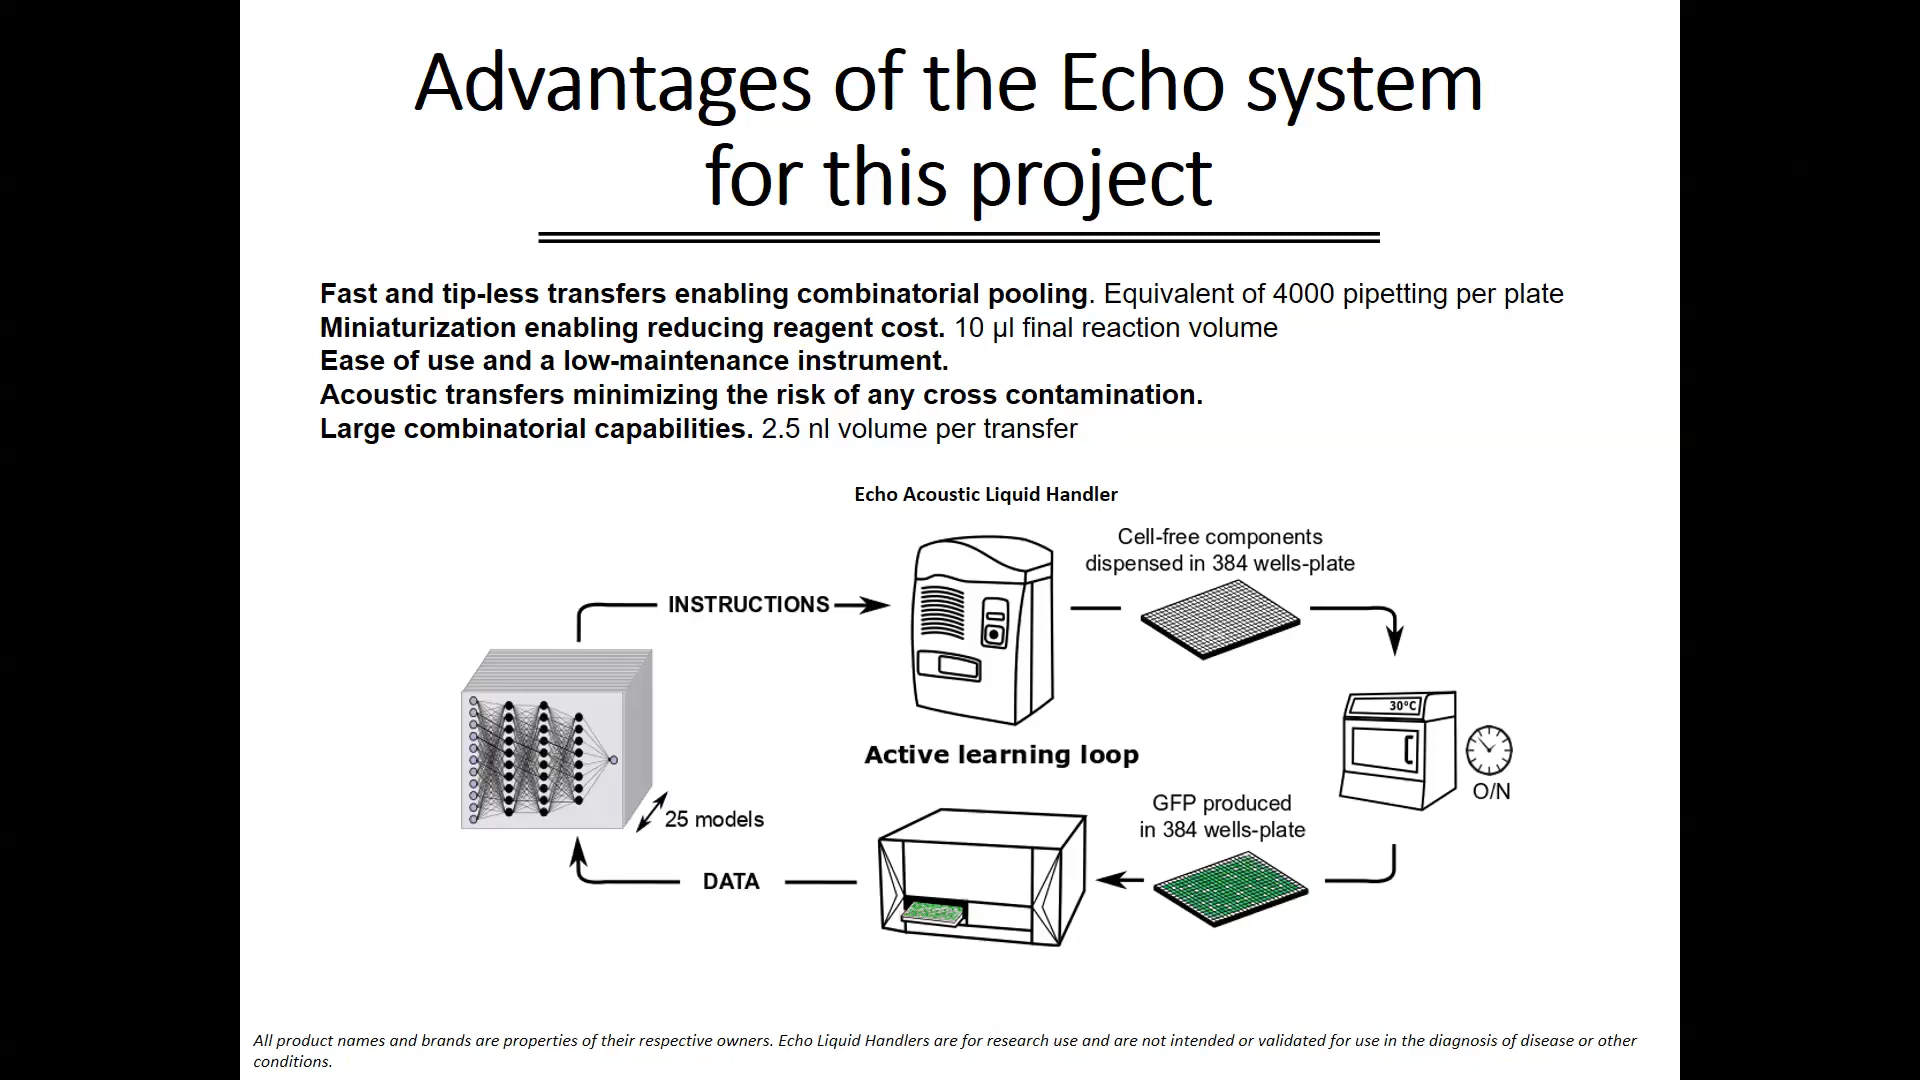 Advantages of the Echo system
for this project
Fast and tip-less transfers enabling combinatorial pooling. Equivalent of 4000 pipetting per plate
Miniaturization enabling reducing reagent cost. 10 µl final reaction volume
Ease of use and a low-maintenance instrument.
Acoustic transfers minimizing the risk of any cross contamination.
Large combinatorial capabilities. 2.5 nl volume per transfer
Echo Acoustic Liquid Handler
Cell-free components
dispensed in 384 wells-plate
INSTRUCTIONS
30°C
Active learning loop
O/N
GFP produced
in 384 wells-plate
25 models
DATA
All product names and brands are properties of their respective owners. Echo Liquid Handlers are for research use and are not intended or validated for use in the diagnosis of disease or other
conditions.